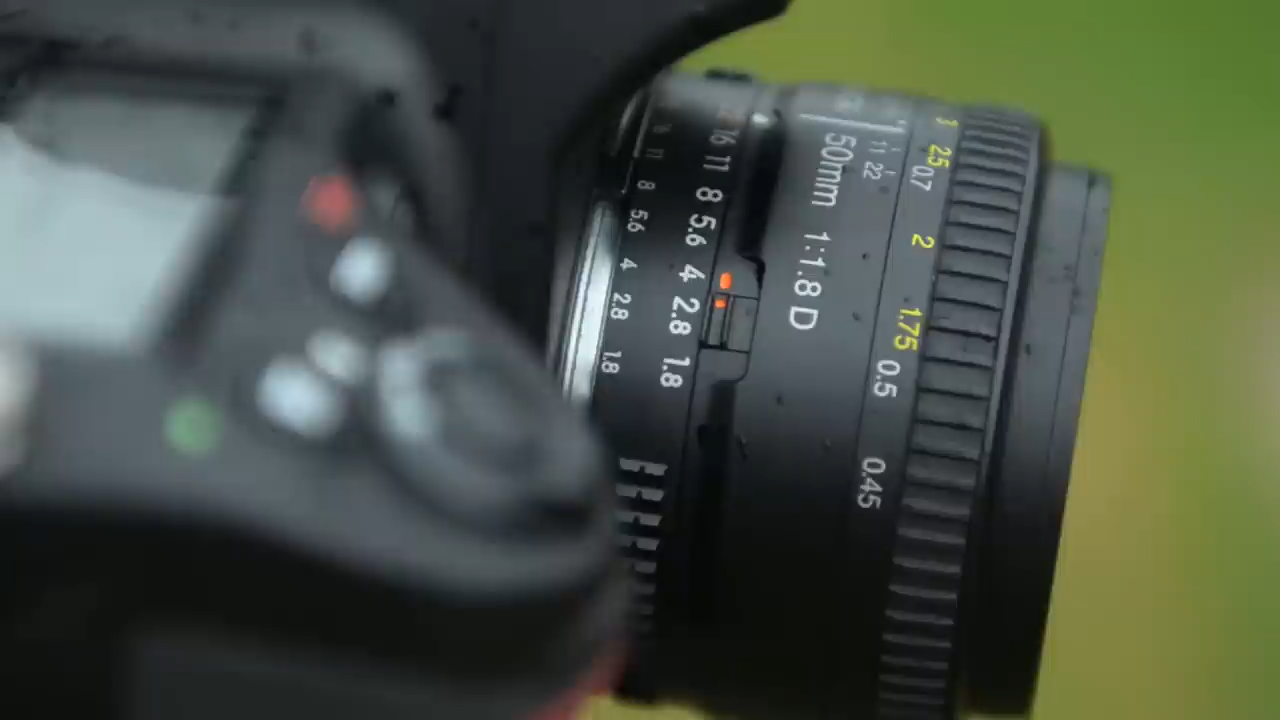 11 8 5.6 4 2.8 1.8
16 11 8 5.6 4 2.8 1.8
50mm 1:1.8 D
11
22
3 25 2 1.75
0.7 0.5 0.45